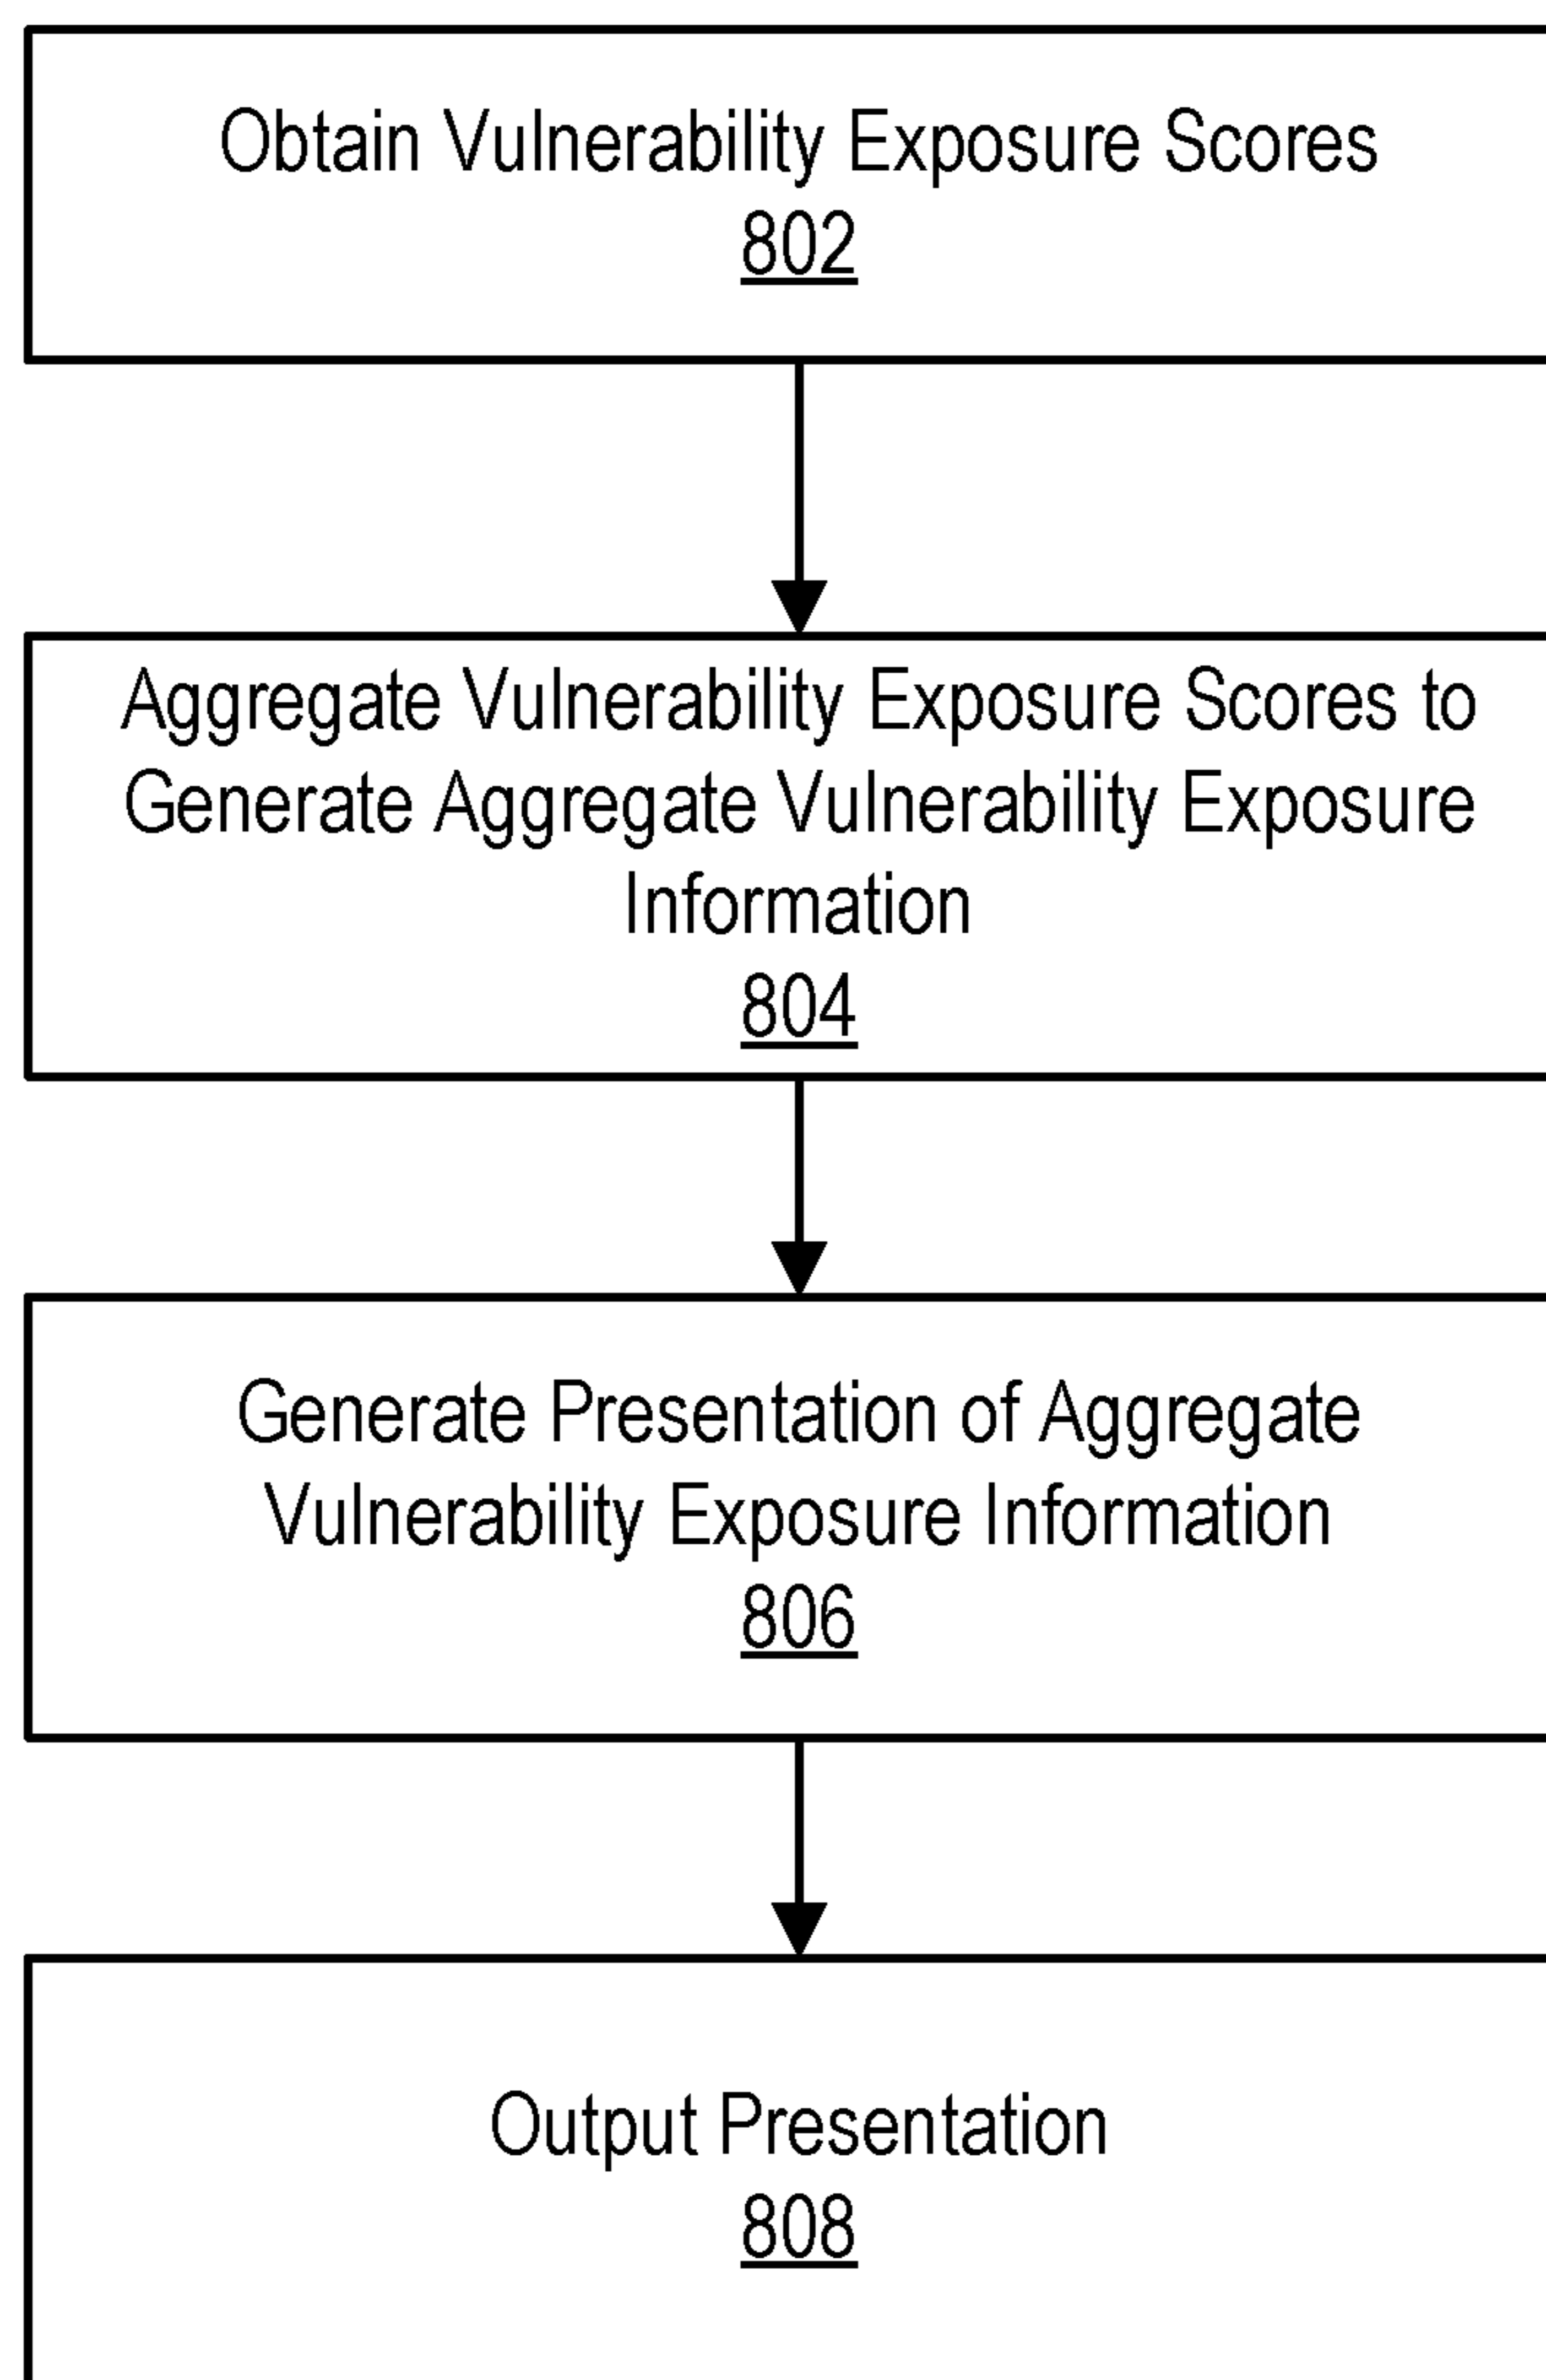 Obtain Vulnerability Exposure Scores
802
Aggregate Vulnerability Exposure Scores to
Generate Aggregate Vulnerability Exposure
Information
804
Generate Presentation of Aggregate
Vulnerability Exposure Information
806
Output Presentation
808